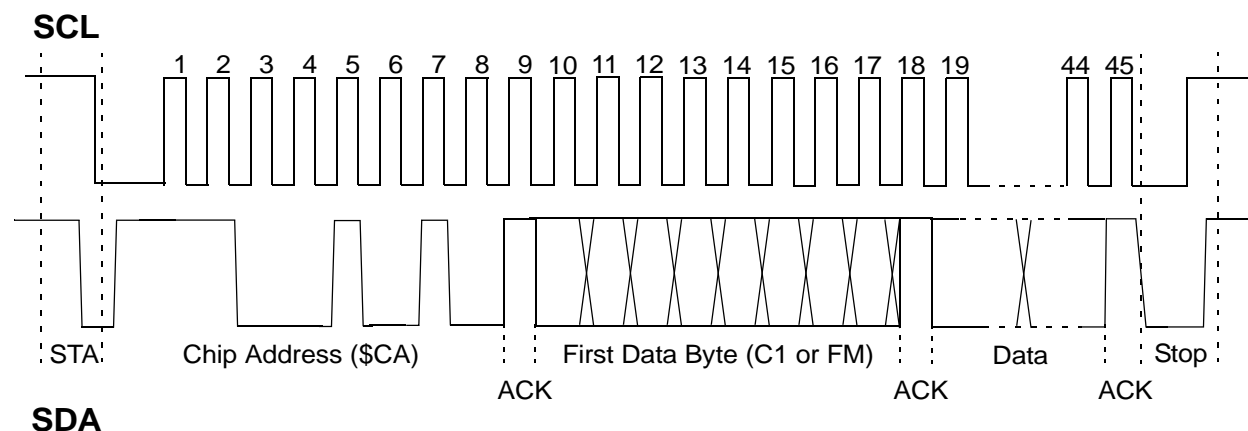 SCL
1 2 3 4 5 6 7 8 9 10 11 12 13 14 15 16 17 18 19 44 45
STA Chip Address ($CA) First Data Byte (C1 or FM) Data Stop
ACK ACK ACK
SDA